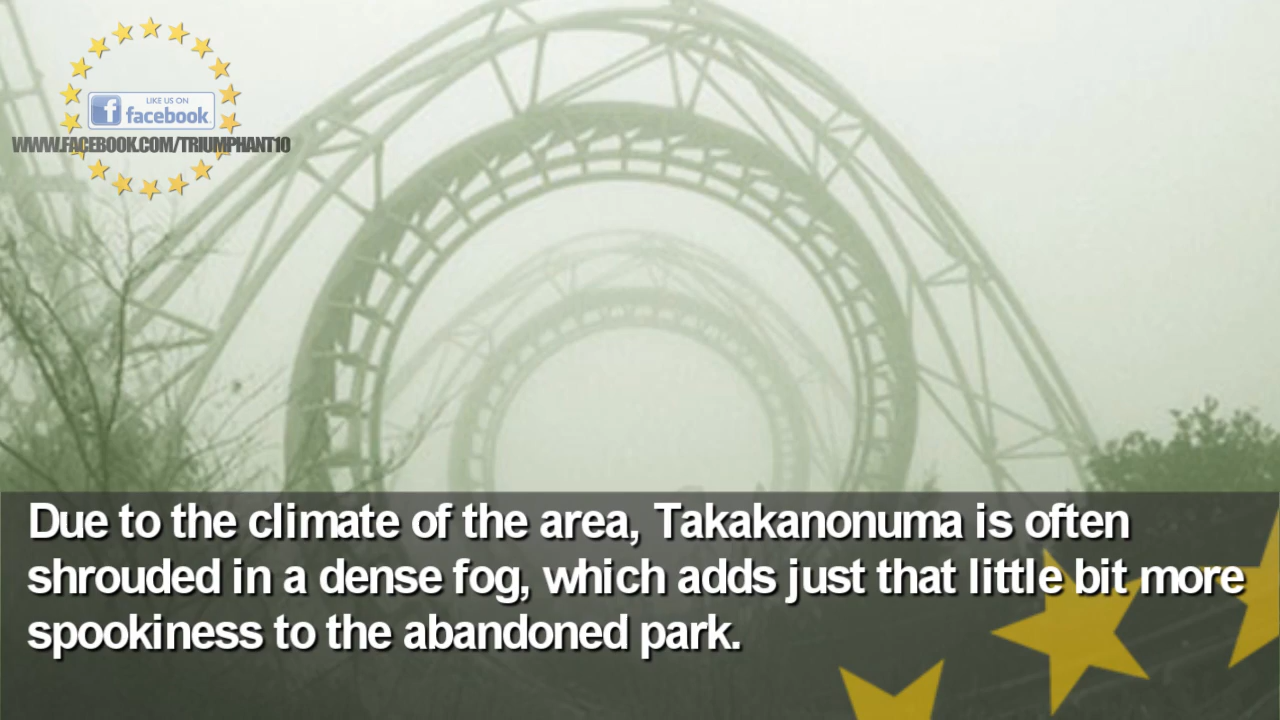 LIKE US ON
facebook.
WWW.FACEBOOK.COM/TRIUMPHANT10
Due to the climate of the area, Takakanonuma is often
shrouded in a dense fog, which adds just that little bit more
spookiness to the abandoned park.